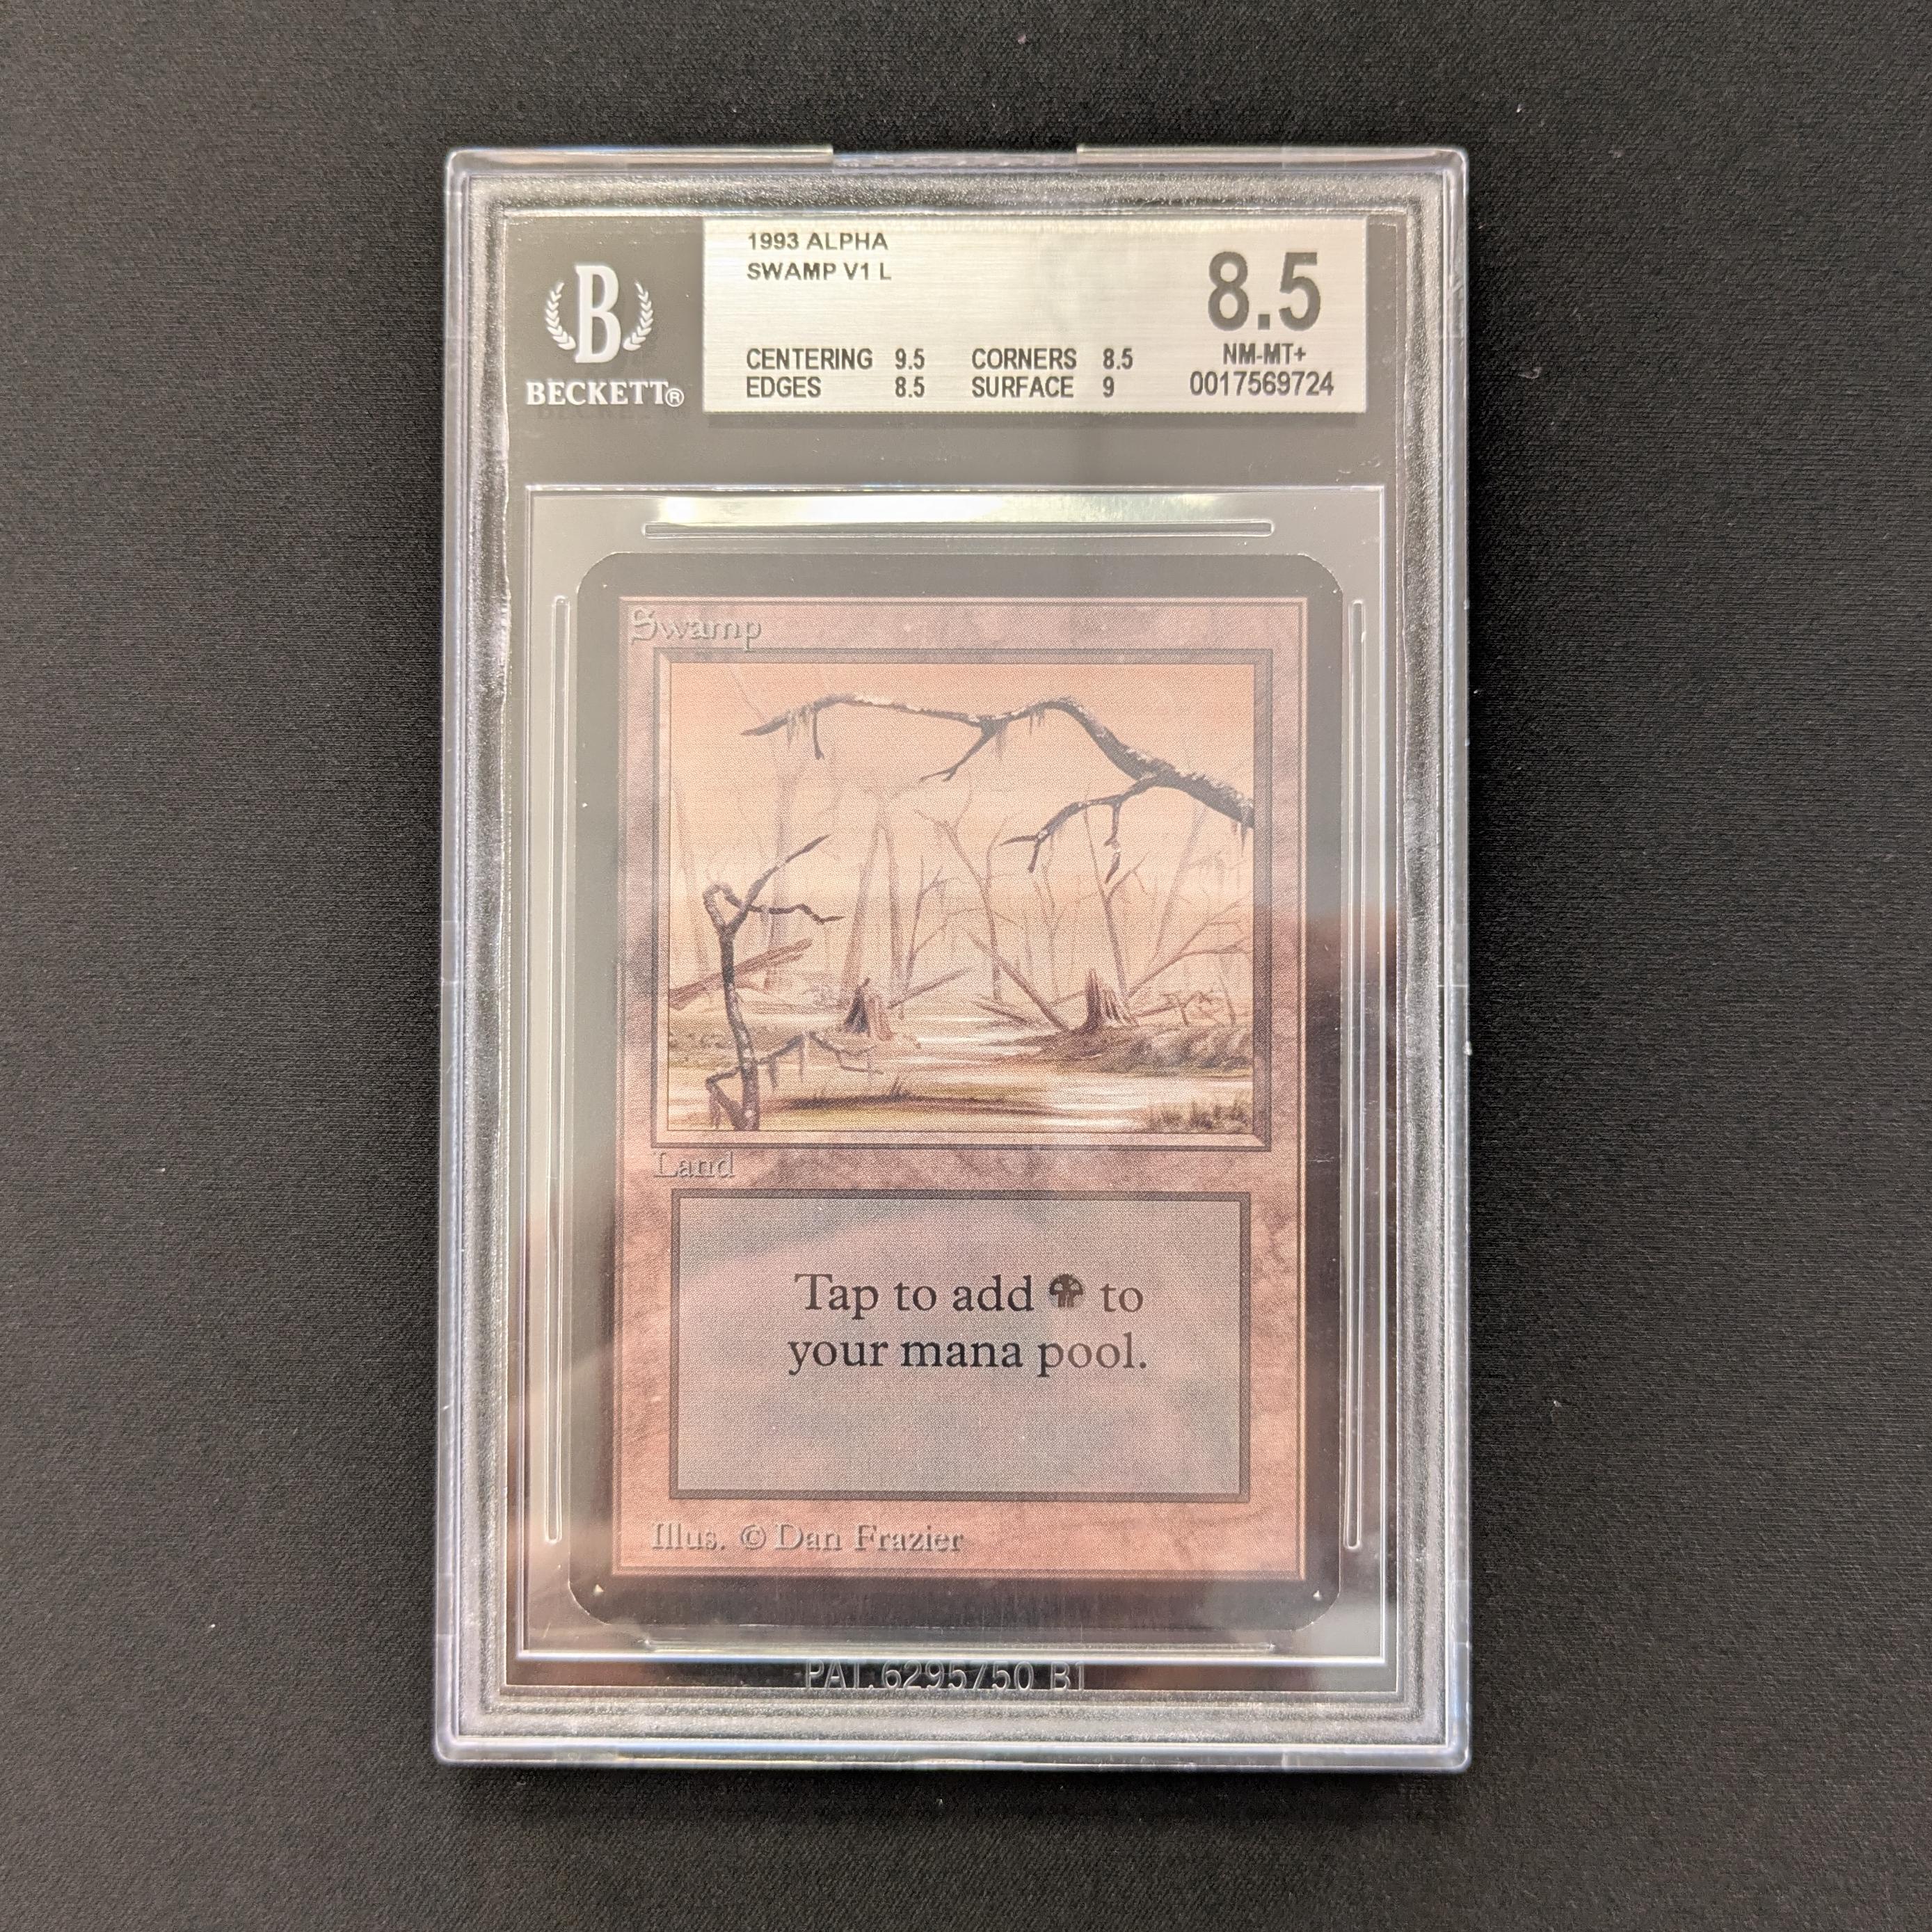 1993 ALPHA
SWAMP V1 L
8.5
B
BECKETT®
CENTERING 9.5 CORNERS 8.5 NM-MT+
EDGES 8.5 SURFACE 9 0017569724
Swamp
Land
Tap to add to
your mana pool.
Illus. © Dan Frazier
PAT. 6295750 B1